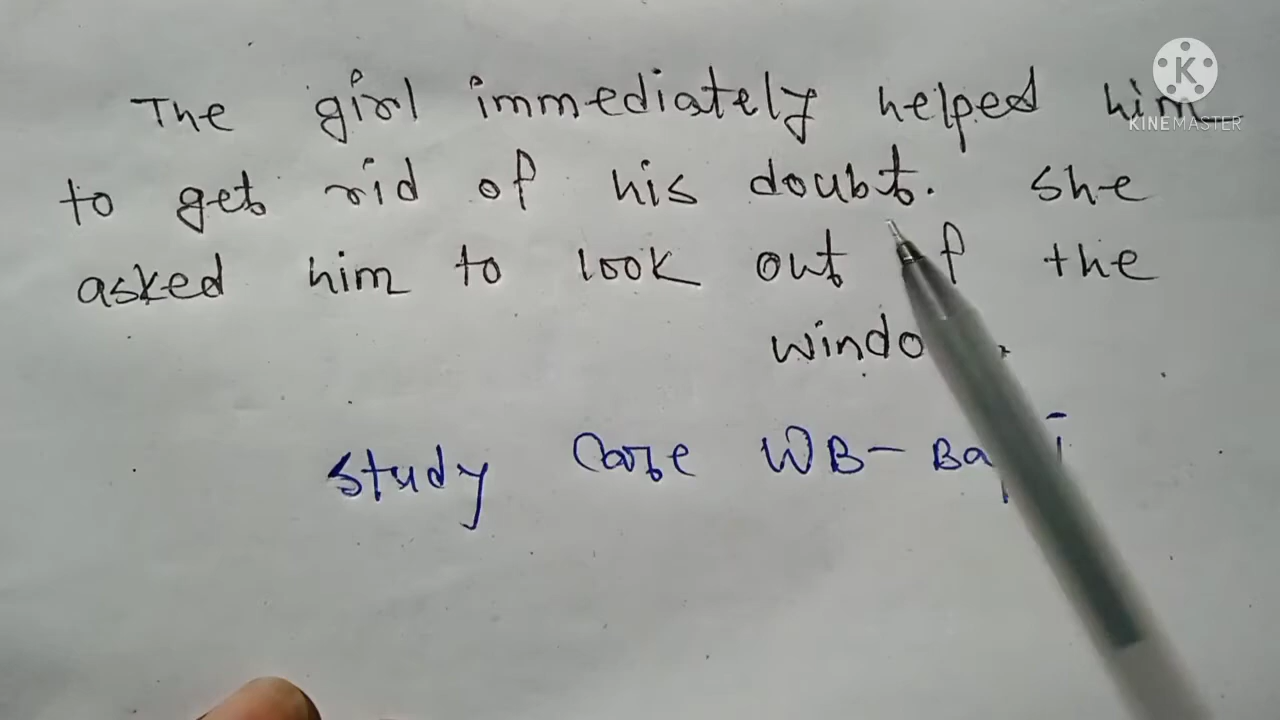 The girl immediately helped him
to get rid of his doubt. She
asked him to look out of the
window.
Study Care WB-
K
KINEMASTER